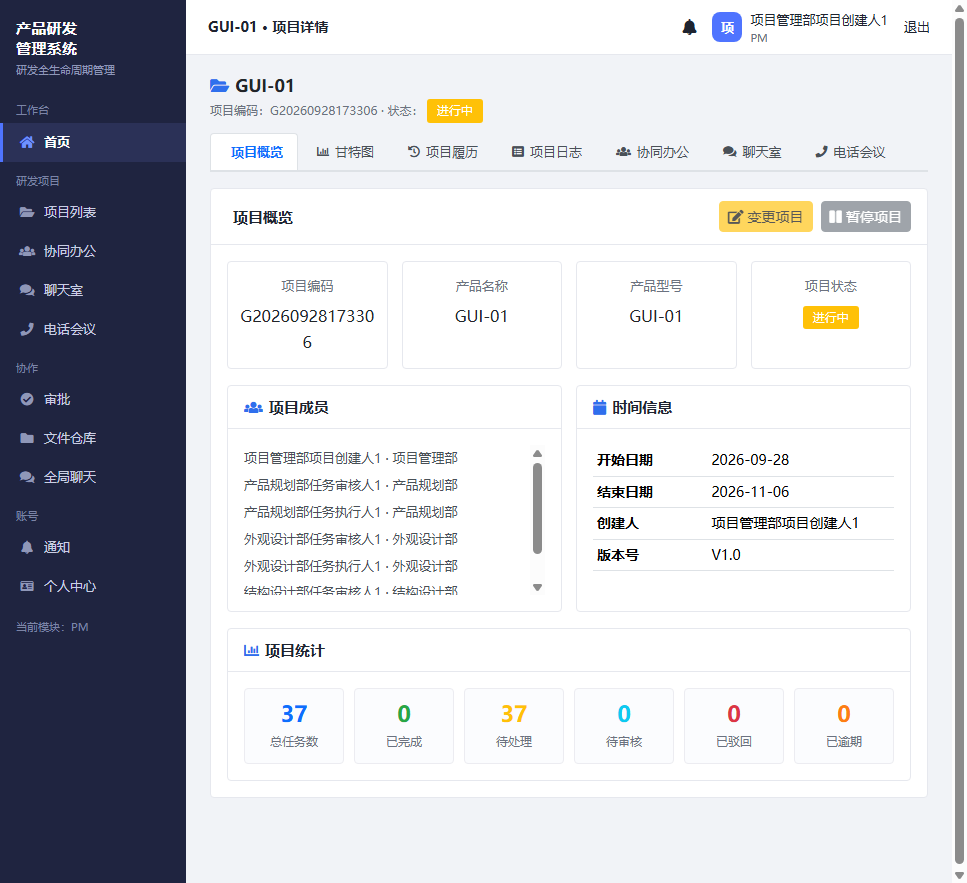 产品研发
管理系统
研发全生命周期管理
工作台
首页
研发项目
项目列表
协同办公
聊天室
电话会议
协作
审批
文件仓库
全局聊天
账号
通知
个人中心
当前模块：PM
GUI-01 • 项目详情
项
项目管理部项目创建人1
PM
退出
GUI-01
项目编码：G20260928173306 · 状态： 进行中
项目概览 甘特图 项目履历 项目日志 协同办公 聊天室 电话会议
项目概览
变更项目 暂停项目
项目编码
G2026092817330
6
产品名称
GUI-01
产品型号
GUI-01
项目状态
进行中
项目成员
项目管理部项目创建人1 · 项目管理部
产品规划部任务审核人1 · 产品规划部
产品规划部任务执行人1 · 产品规划部
外观设计部任务审核人1 · 外观设计部
外观设计部任务执行人1 · 外观设计部
结构设计部任务审核人1 · 结构设计部
时间信息
开始日期 2026-09-28
结束日期 2026-11-06
创建人 项目管理部项目创建人1
版本号 V1.0
项目统计
37
总任务数
0
已完成
37
待处理
0
待审核
0
已驳回
0
已逾期